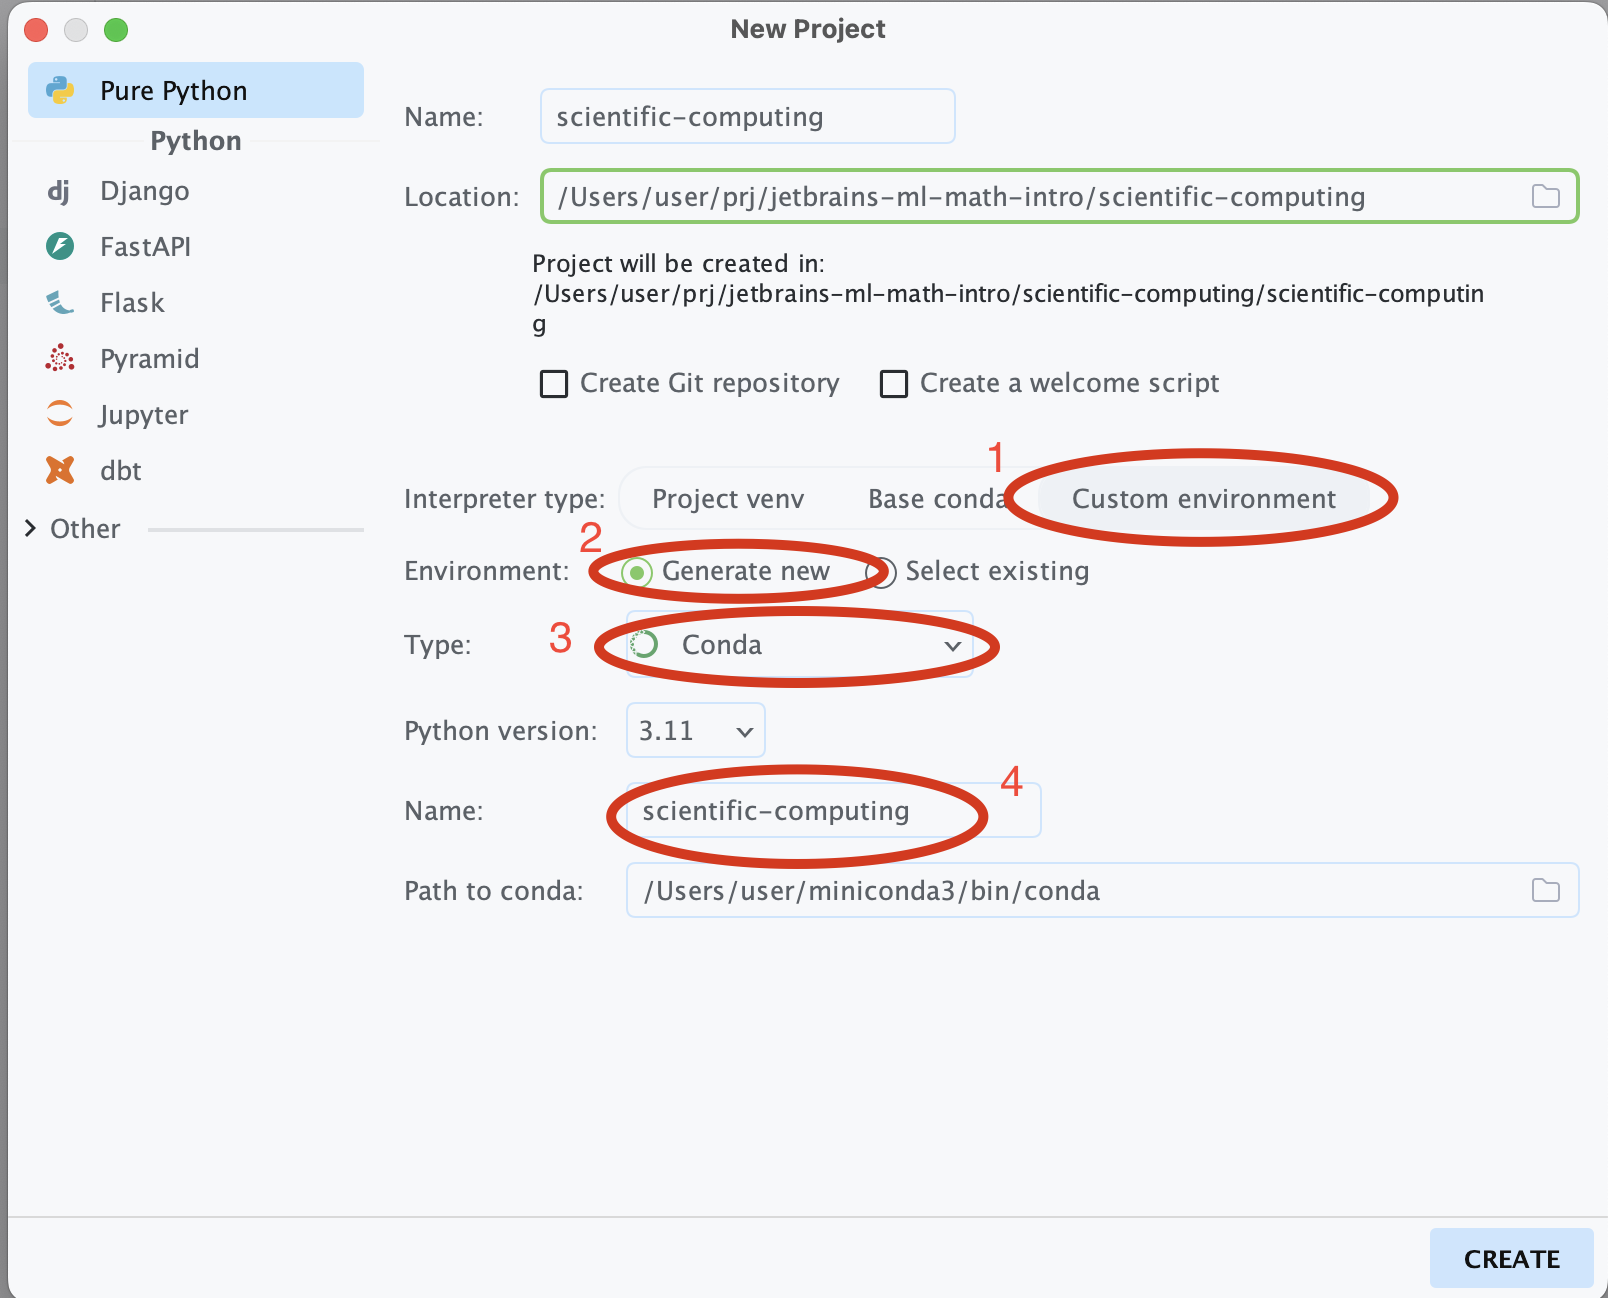 New Project
Pure Python
Python
dj Django
FastAPI
Flask
Pyramid
Jupyter
dbt
Other
Name: scientific-computing
Location: /Users/user/prj/jetbrains-ml-math-intro/scientific-computing
Project will be created in:
/Users/user/prj/jetbrains-ml-math-intro/scientific-computing/scientific-computin
g
Create Git repository Create a welcome script
1
Interpreter type: Project venv Base conda Custom environment
2
Environment: Generate new Select existing
Type: 3 Conda
Python version: 3.11
4
Name: scientific-computing
Path to conda: /Users/user/miniconda3/bin/conda
CREATE